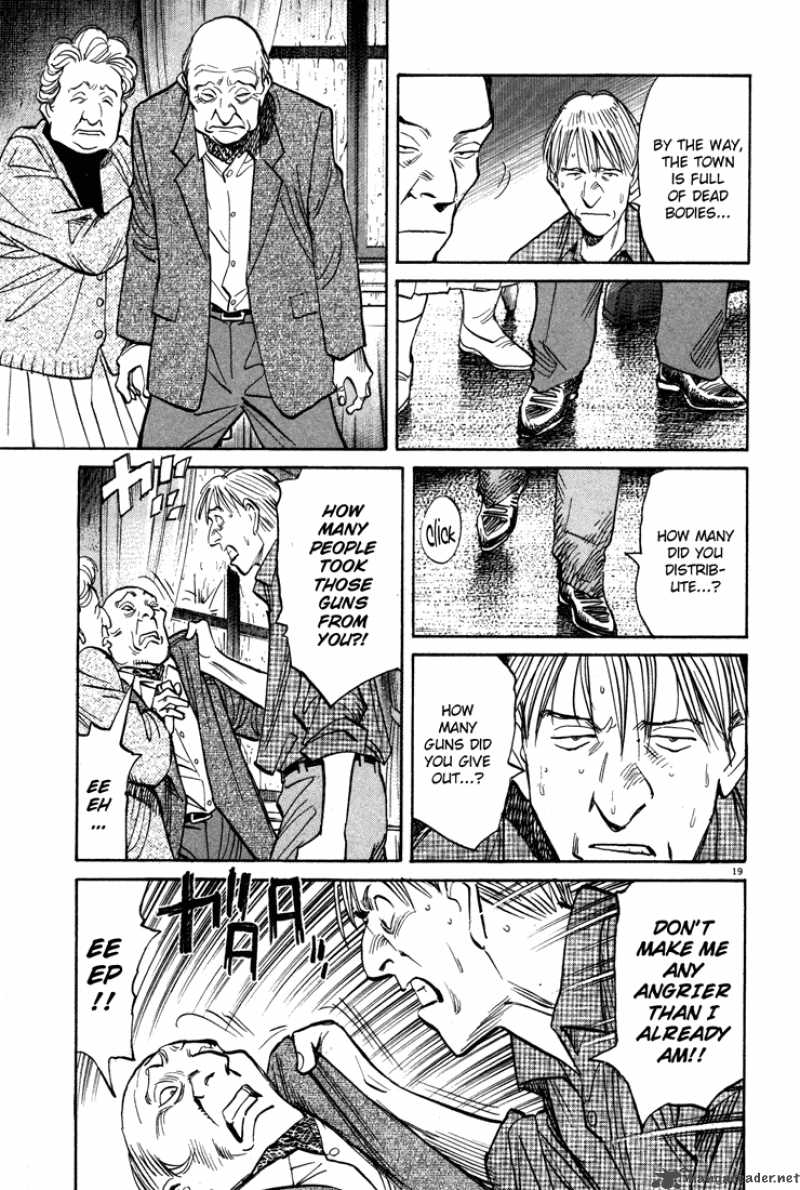 BY THE WAY,
THE TOWN
IS FULL
OF DEAD
BODIES...
HOW MANY
DID YOU
DISTRIB-
UTE...?
CLICK
HOW
MANY
GUNS DID
YOU GIVE
OUT...?
HOW
MANY
PEOPLE
TOOK
THOSE
GUNS
FROM
YOU?!
ガバ!!
EE
EH
...
19
DON'T
MAKE ME
ANY
ANGRIER
THAN I
ALREADY
AM!!
EE
EP
!!